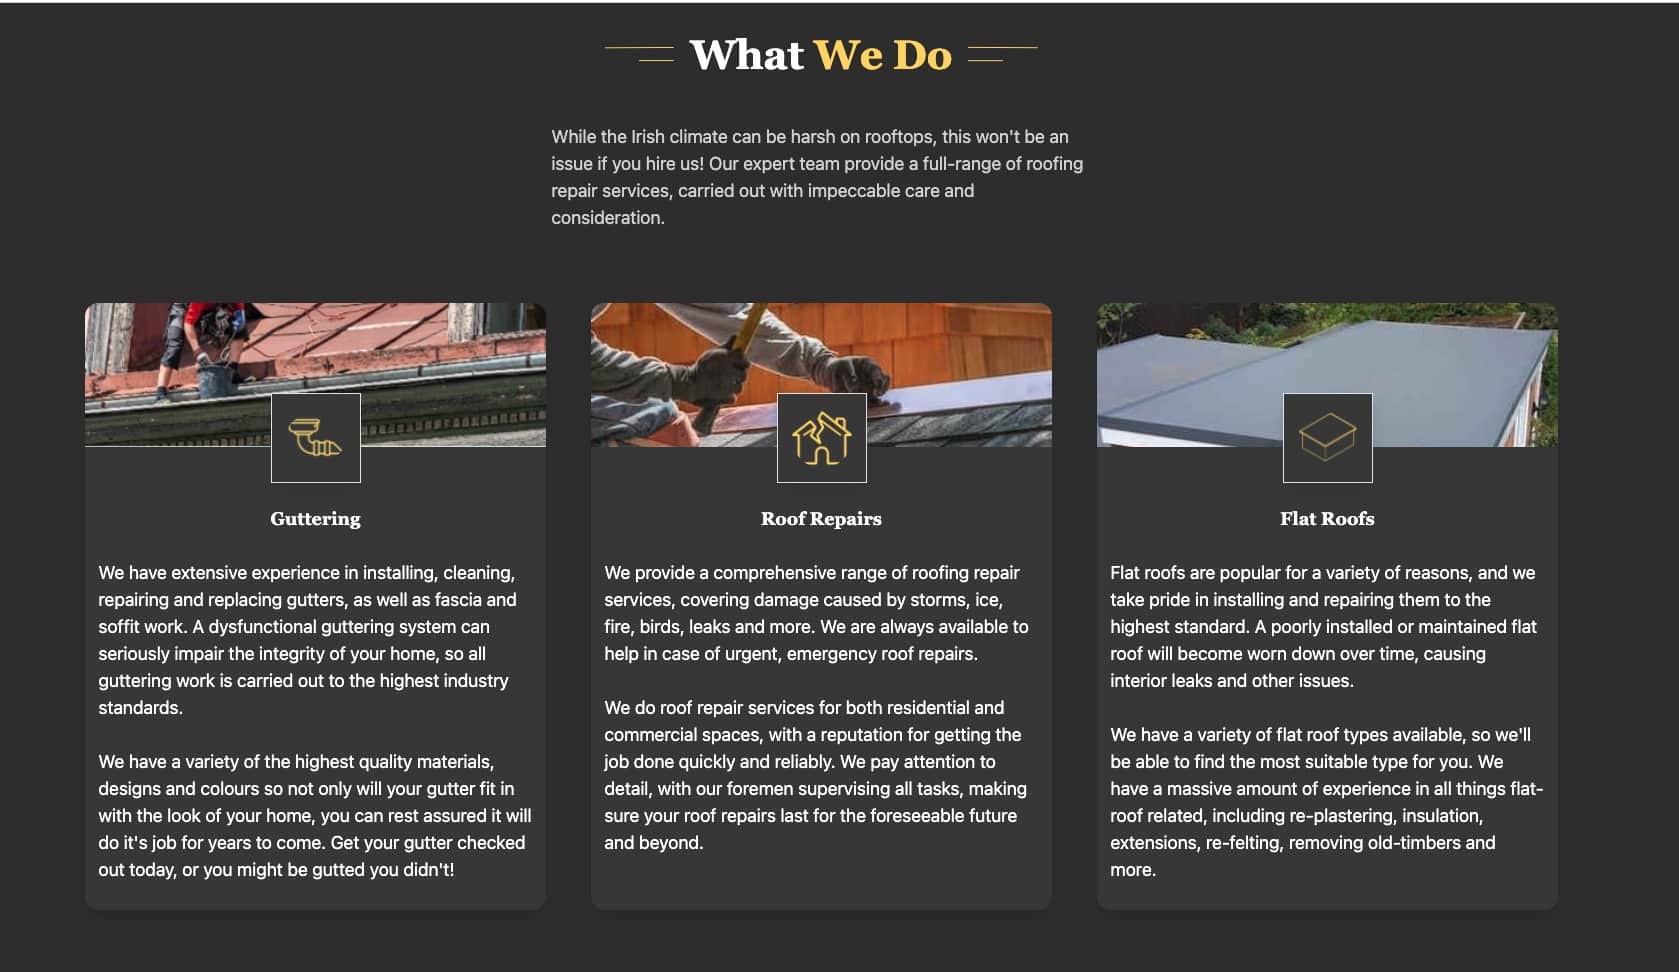 What We Do
While the Irish climate can be harsh on rooftops, this won't be an
issue if you hire us! Our expert team provide a full-range of roofing
repair services, carried out with impeccable care and
consideration.
Guttering
We have extensive experience in installing, cleaning,
repairing and replacing gutters, as well as fascia and
soffit work. A dysfunctional guttering system can
seriously impair the integrity of your home, so all
guttering work is carried out to the highest industry
standards.
We have a variety of the highest quality materials,
designs and colours so not only will your gutter fit in
with the look of your home, you can rest assured it will
do it's job for years to come. Get your gutter checked
out today, or you might be gutted you didn't!
Roof Repairs
We provide a comprehensive range of roofing repair
services, covering damage caused by storms, ice,
fire, birds, leaks and more. We are always available to
help in case of urgent, emergency roof repairs.
We do roof repair services for both residential and
commercial spaces, with a reputation for getting the
job done quickly and reliably. We pay attention to
detail, with our foremen supervising all tasks, making
sure your roof repairs last for the foreseeable future
and beyond.
Flat Roofs
Flat roofs are popular for a variety of reasons, and we
take pride in installing and repairing them to the
highest standard. A poorly installed or maintained flat
roof will become worn down over time, causing
interior leaks and other issues.
We have a variety of flat roof types available, so we'll
be able to find the most suitable type for you. We
have a massive amount of experience in all things flat-
roof related, including re-plastering, insulation,
extensions, re-felting, removing old-timbers and
more.